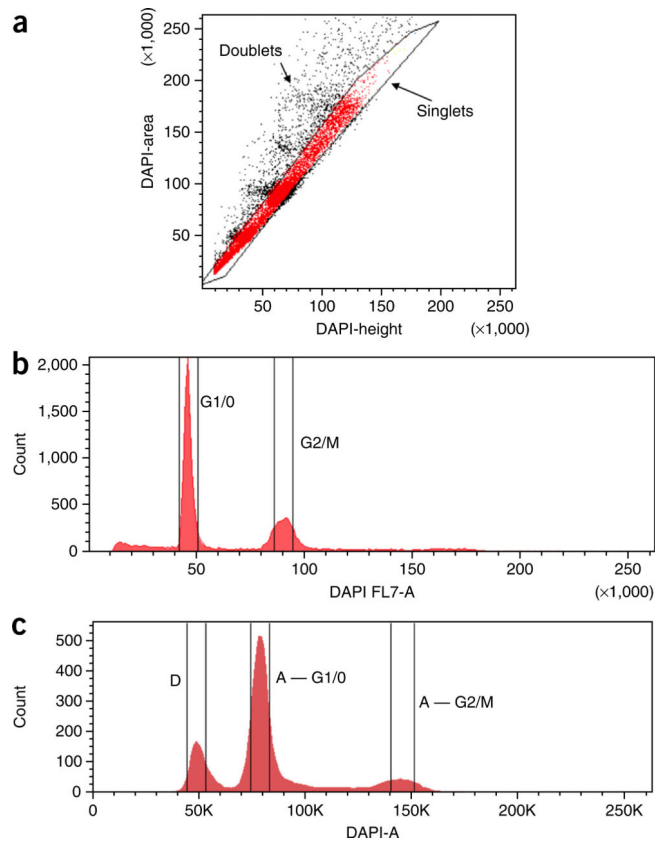 a
(×1,000)
250
200
150
100
50
DAPI-area
Doublets
Singlets
50 100 150 200 250
DAPI-height (×1,000)
b
2,000
1,500
1,000
500
0
Count
G1/0
G2/M
50 100 150 200 250
DAPI FL7-A (×1,000)
c
500
400
300
200
100
0
Count
D
A — G1/0
A — G2/M
0 50K 100K 150K 200K 250K
DAPI-A